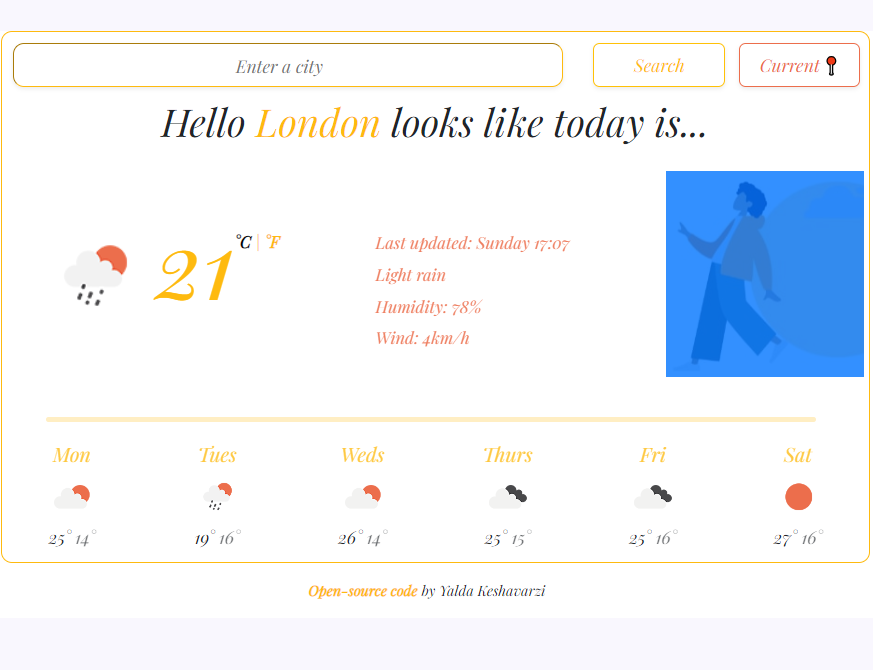 Enter a city
Search
Current
Hello London looks like today is...
21 °C | °F
Last updated: Sunday 17:07
Light rain
Humidity: 78%
Wind: 4km/h
Mon Tues Weds Thurs Fri Sat
25° 14° 19° 16° 26° 14° 25° 15° 25° 16° 27° 16°
Open-source code by Yalda Keshavarzi